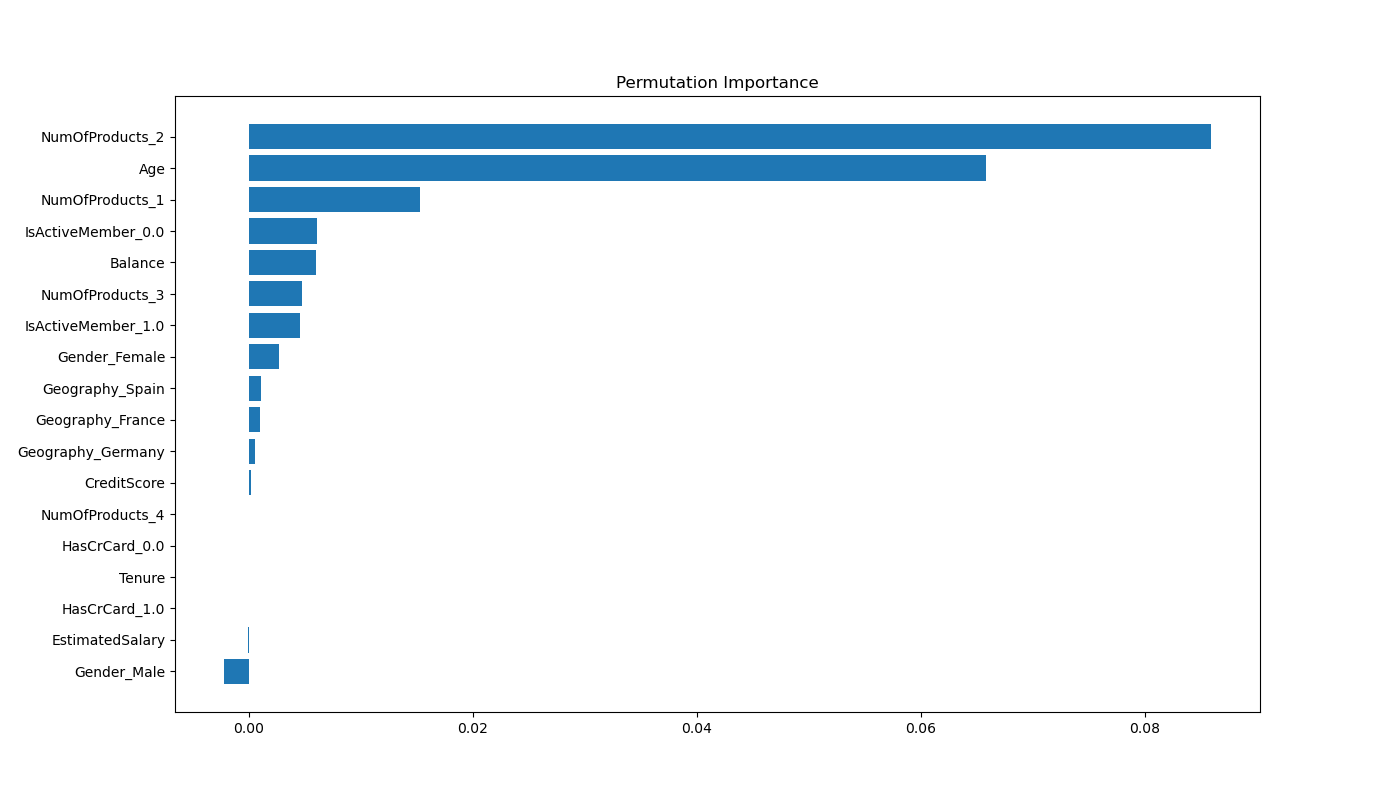 Permutation Importance
NumOfProducts_2
Age
NumOfProducts_1
IsActiveMember_0.0
Balance
NumOfProducts_3
IsActiveMember_1.0
Gender_Female
Geography_Spain
Geography_France
Geography_Germany
CreditScore
NumOfProducts_4
HasCrCard_0.0
Tenure
HasCrCard_1.0
EstimatedSalary
Gender_Male
0.00 0.02 0.04 0.06 0.08